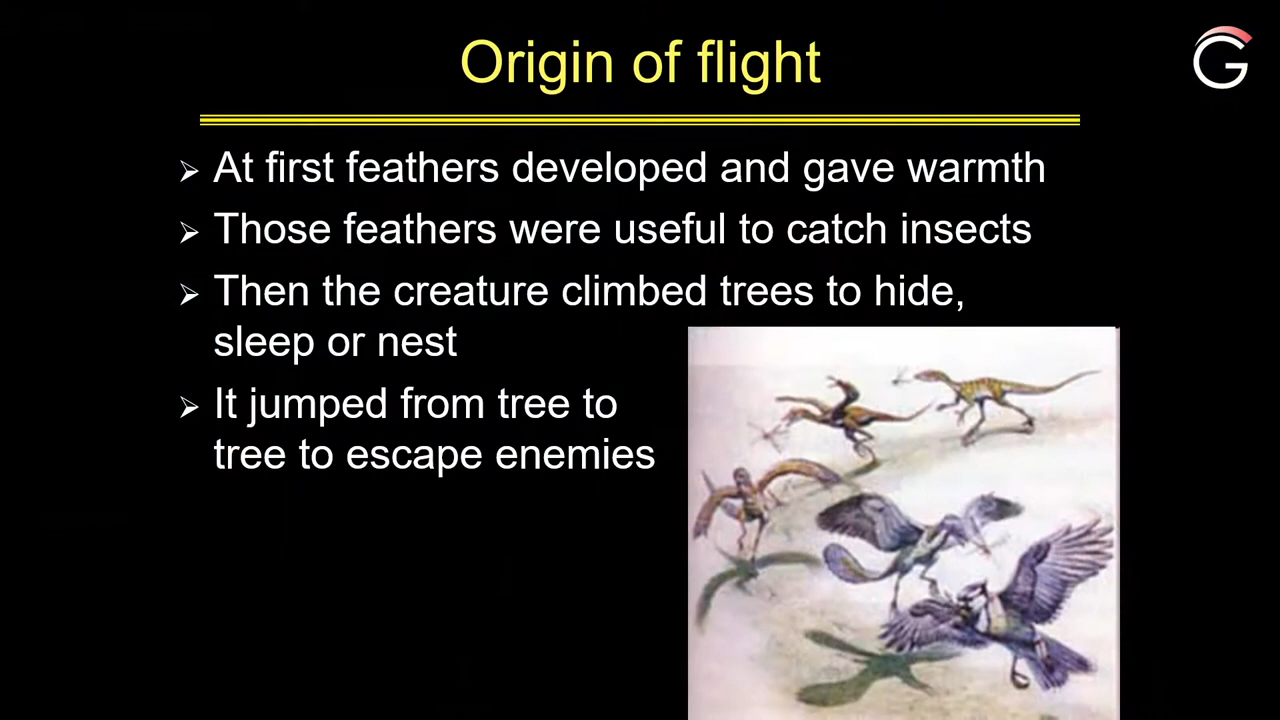 Origin of flight
G
➢ At first feathers developed and gave warmth
➢ Those feathers were useful to catch insects
➢ Then the creature climbed trees to hide,
sleep or nest
➢ It jumped from tree to
tree to escape enemies